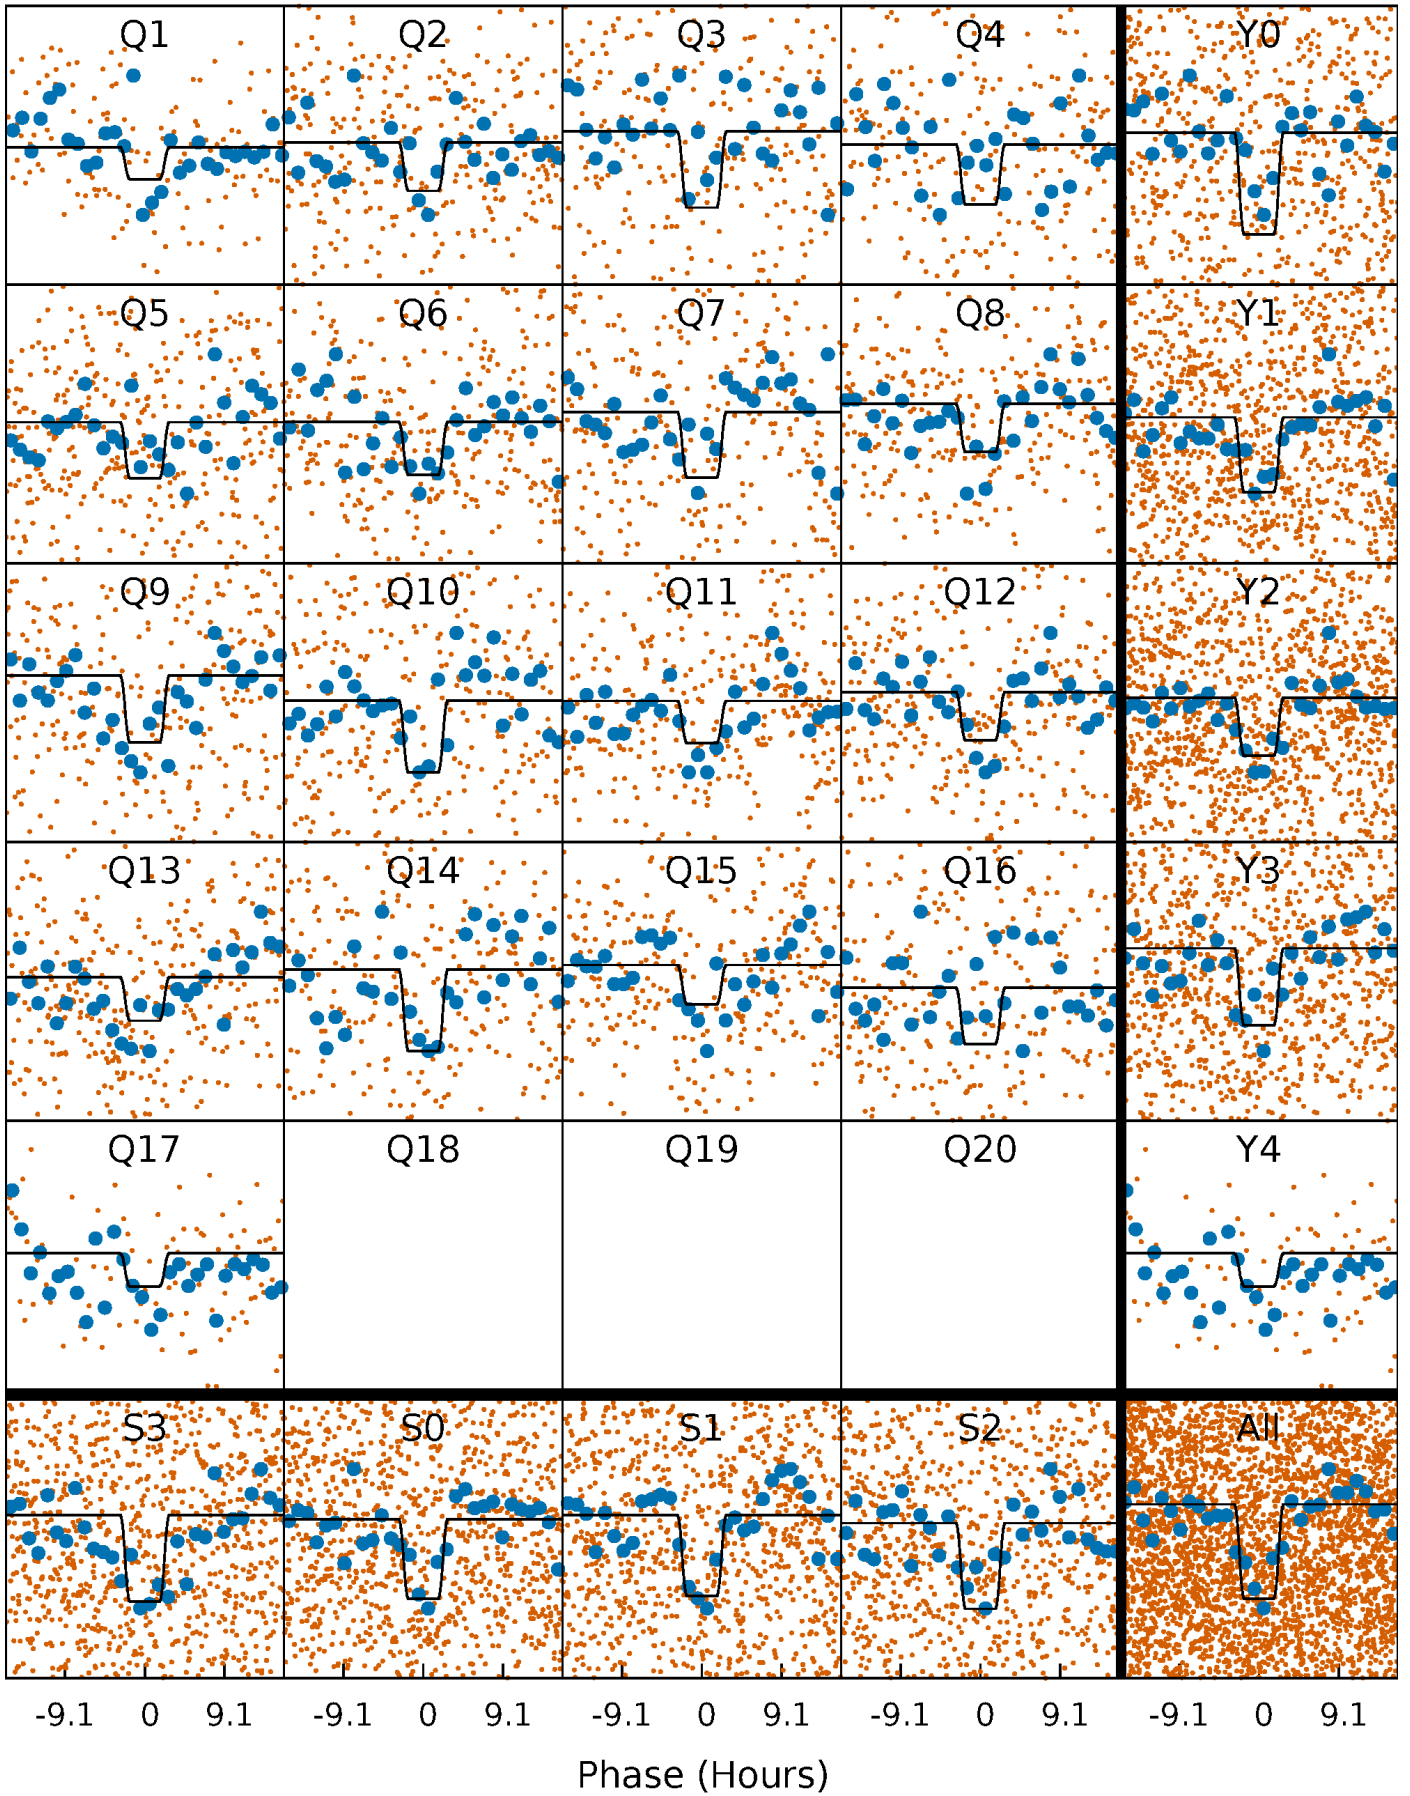 Q1 Q2 Q3 Q4 Y0
Q5 Q6 Q7 Q8 Y1
Q9 Q10 Q11 Q12 Y2
Q13 Q14 Q15 Q16 Y3
Q17 Q18 Q19 Q20 Y4
S3 S0 S1 S2 All
-9.1 0 9.1 -9.1 0 9.1 -9.1 0 9.1 -9.1 0 9.1 -9.1 0 9.1
Phase (Hours)